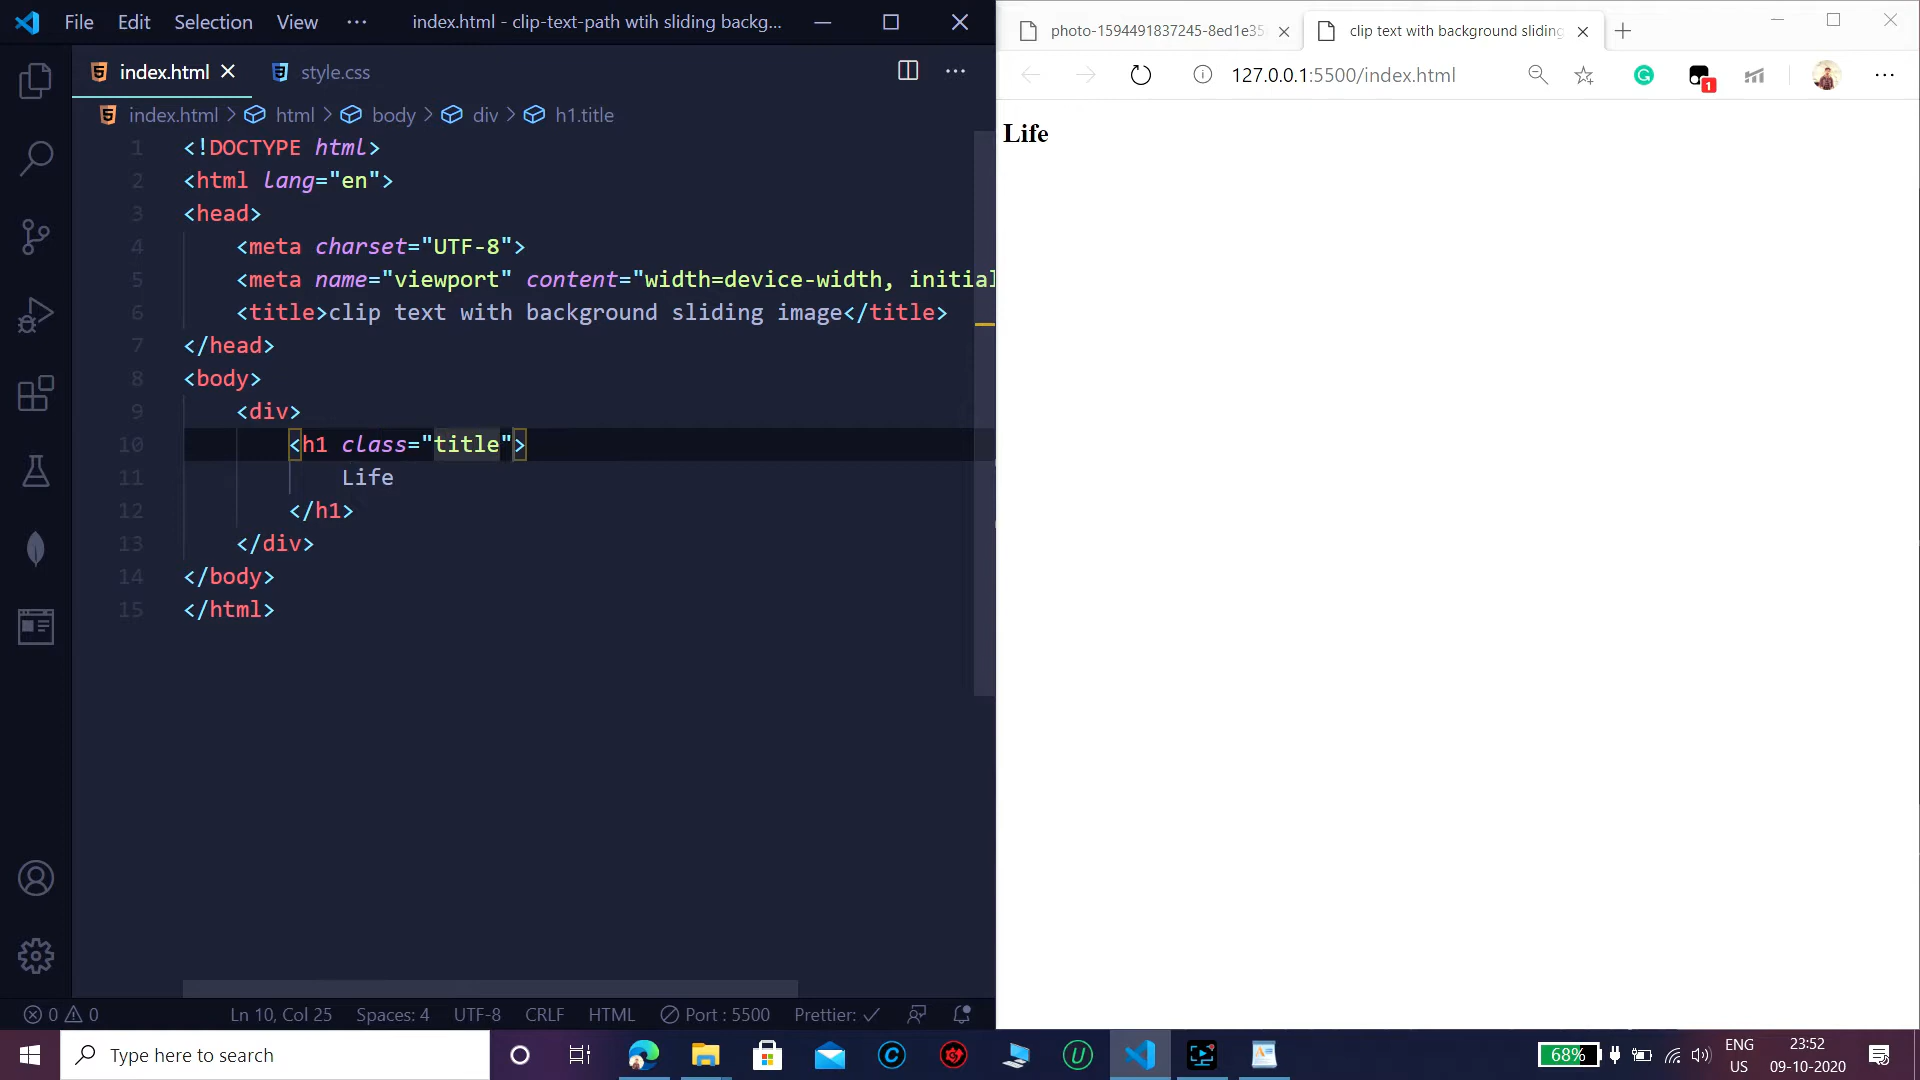 File Edit Selection View ··· index.html - clip-text-path wtih sliding backg...
index.html style.css
index.html > html > body > div > h1.title
1 <!DOCTYPE html>
2 <html lang="en">
3 <head>
4 <meta charset="UTF-8">
5 <meta name="viewport" content="width=device-width, initial
6 <title>clip text with background sliding image</title>
7 </head>
8 <body>
9 <div>
10 <h1 class="title">
11 Life
12 </h1>
13 </div>
14 </body>
15 </html>
0 0 Ln 10, Col 25 Spaces: 4 UTF-8 CRLF HTML Port : 5500 Prettier: ✓
photo-1594491837245-8ed1e35 clip text with background sliding
127.0.0.1:5500/index.html 1
Life
Type here to search
68% ENG US 23:52 09-10-2020